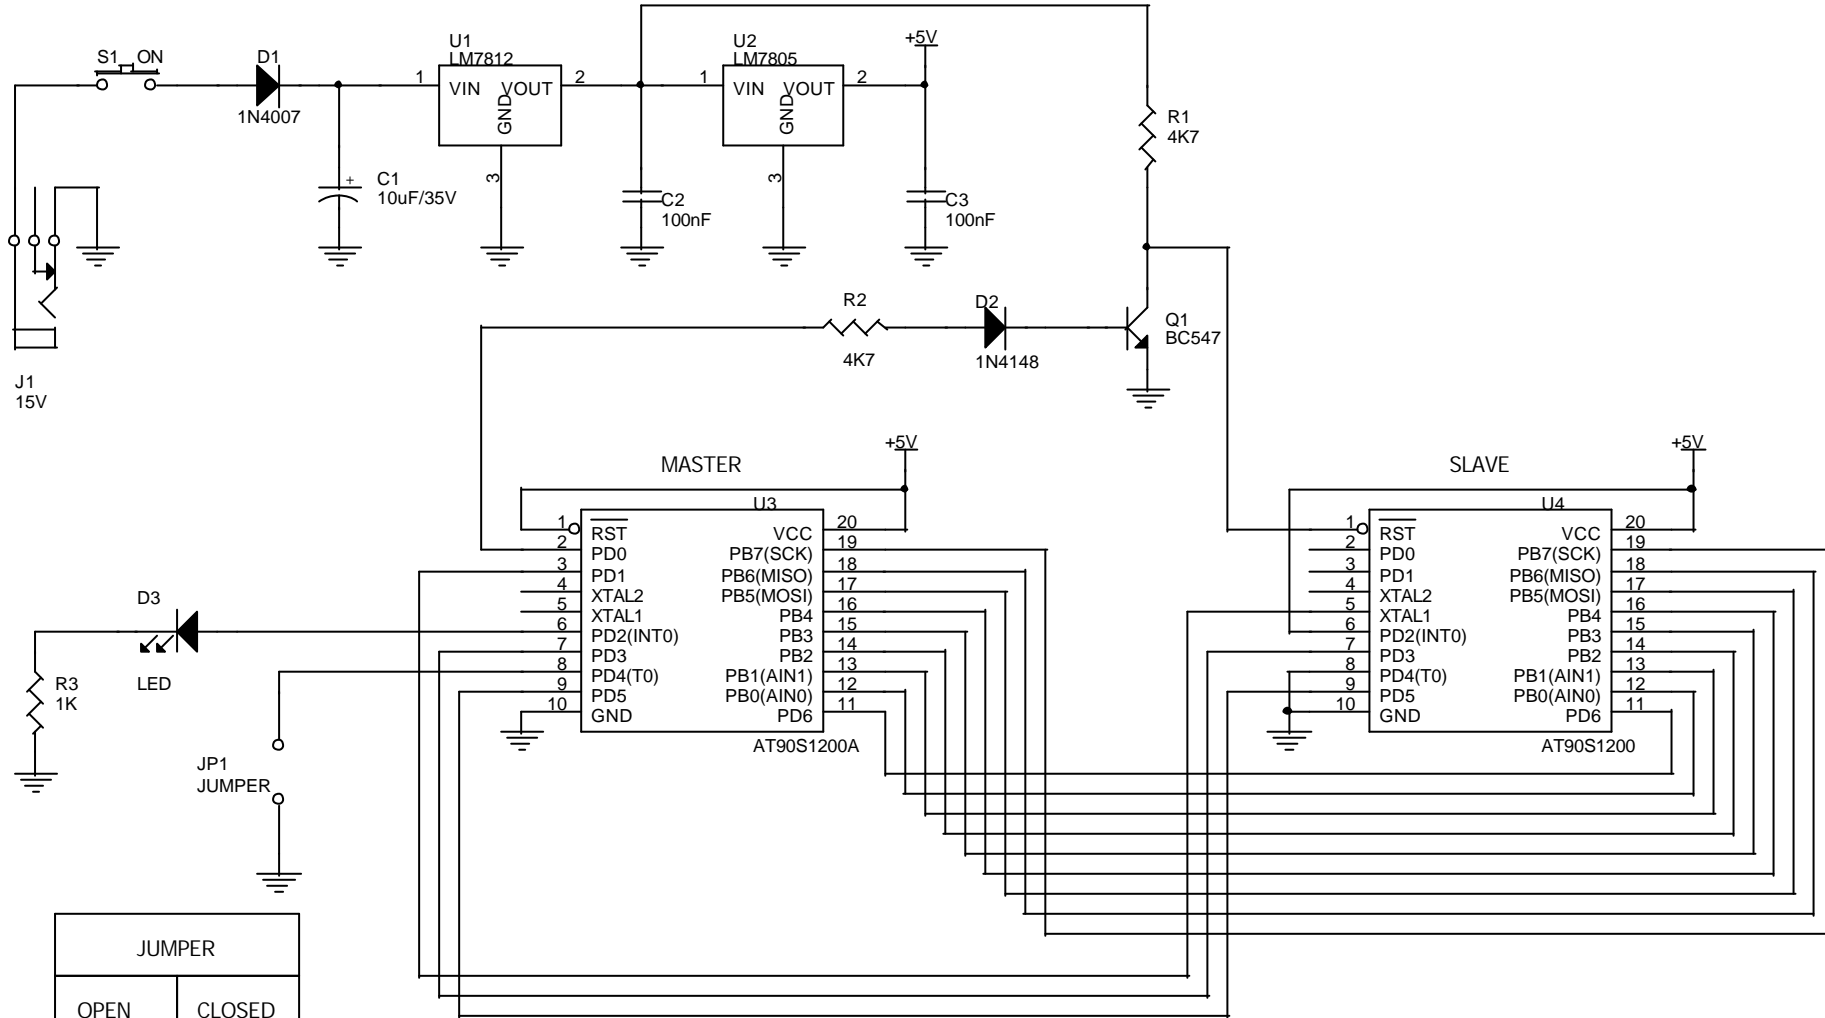 S1 ON
D1
1N4007
U1
LM7812
1 VIN VOUT 2
GND
3
U2
LM7805
1 VIN VOUT 2
GND
3
+5V
R1
4K7
+
C1
10uF/35V
C2
100nF
C3
100nF
J1
15V
R2
4K7
D2
1N4148
Q1
BC547
MASTER
+5V
U3
1 RST VCC 20
2 PD0 PB7(SCK) 19
3 PD1 PB6(MISO) 18
4 XTAL2 PB5(MOSI) 17
5 XTAL1 PB4 16
6 PD2(INT0) PB3 15
7 PD3 PB2 14
8 PD4(T0) PB1(AIN1) 13
9 PD5 PB0(AIN0) 12
10 GND PD6 11
AT90S1200A
SLAVE
+5V
U4
1 RST VCC 20
2 PD0 PB7(SCK) 19
3 PD1 PB6(MISO) 18
4 XTAL2 PB5(MOSI) 17
5 XTAL1 PB4 16
6 PD2(INT0) PB3 15
7 PD3 PB2 14
8 PD4(T0) PB1(AIN1) 13
9 PD5 PB0(AIN0) 12
10 GND PD6 11
AT90S1200
D3
LED
R3
1K
JP1
JUMPER
JUMPER
OPEN CLOSED